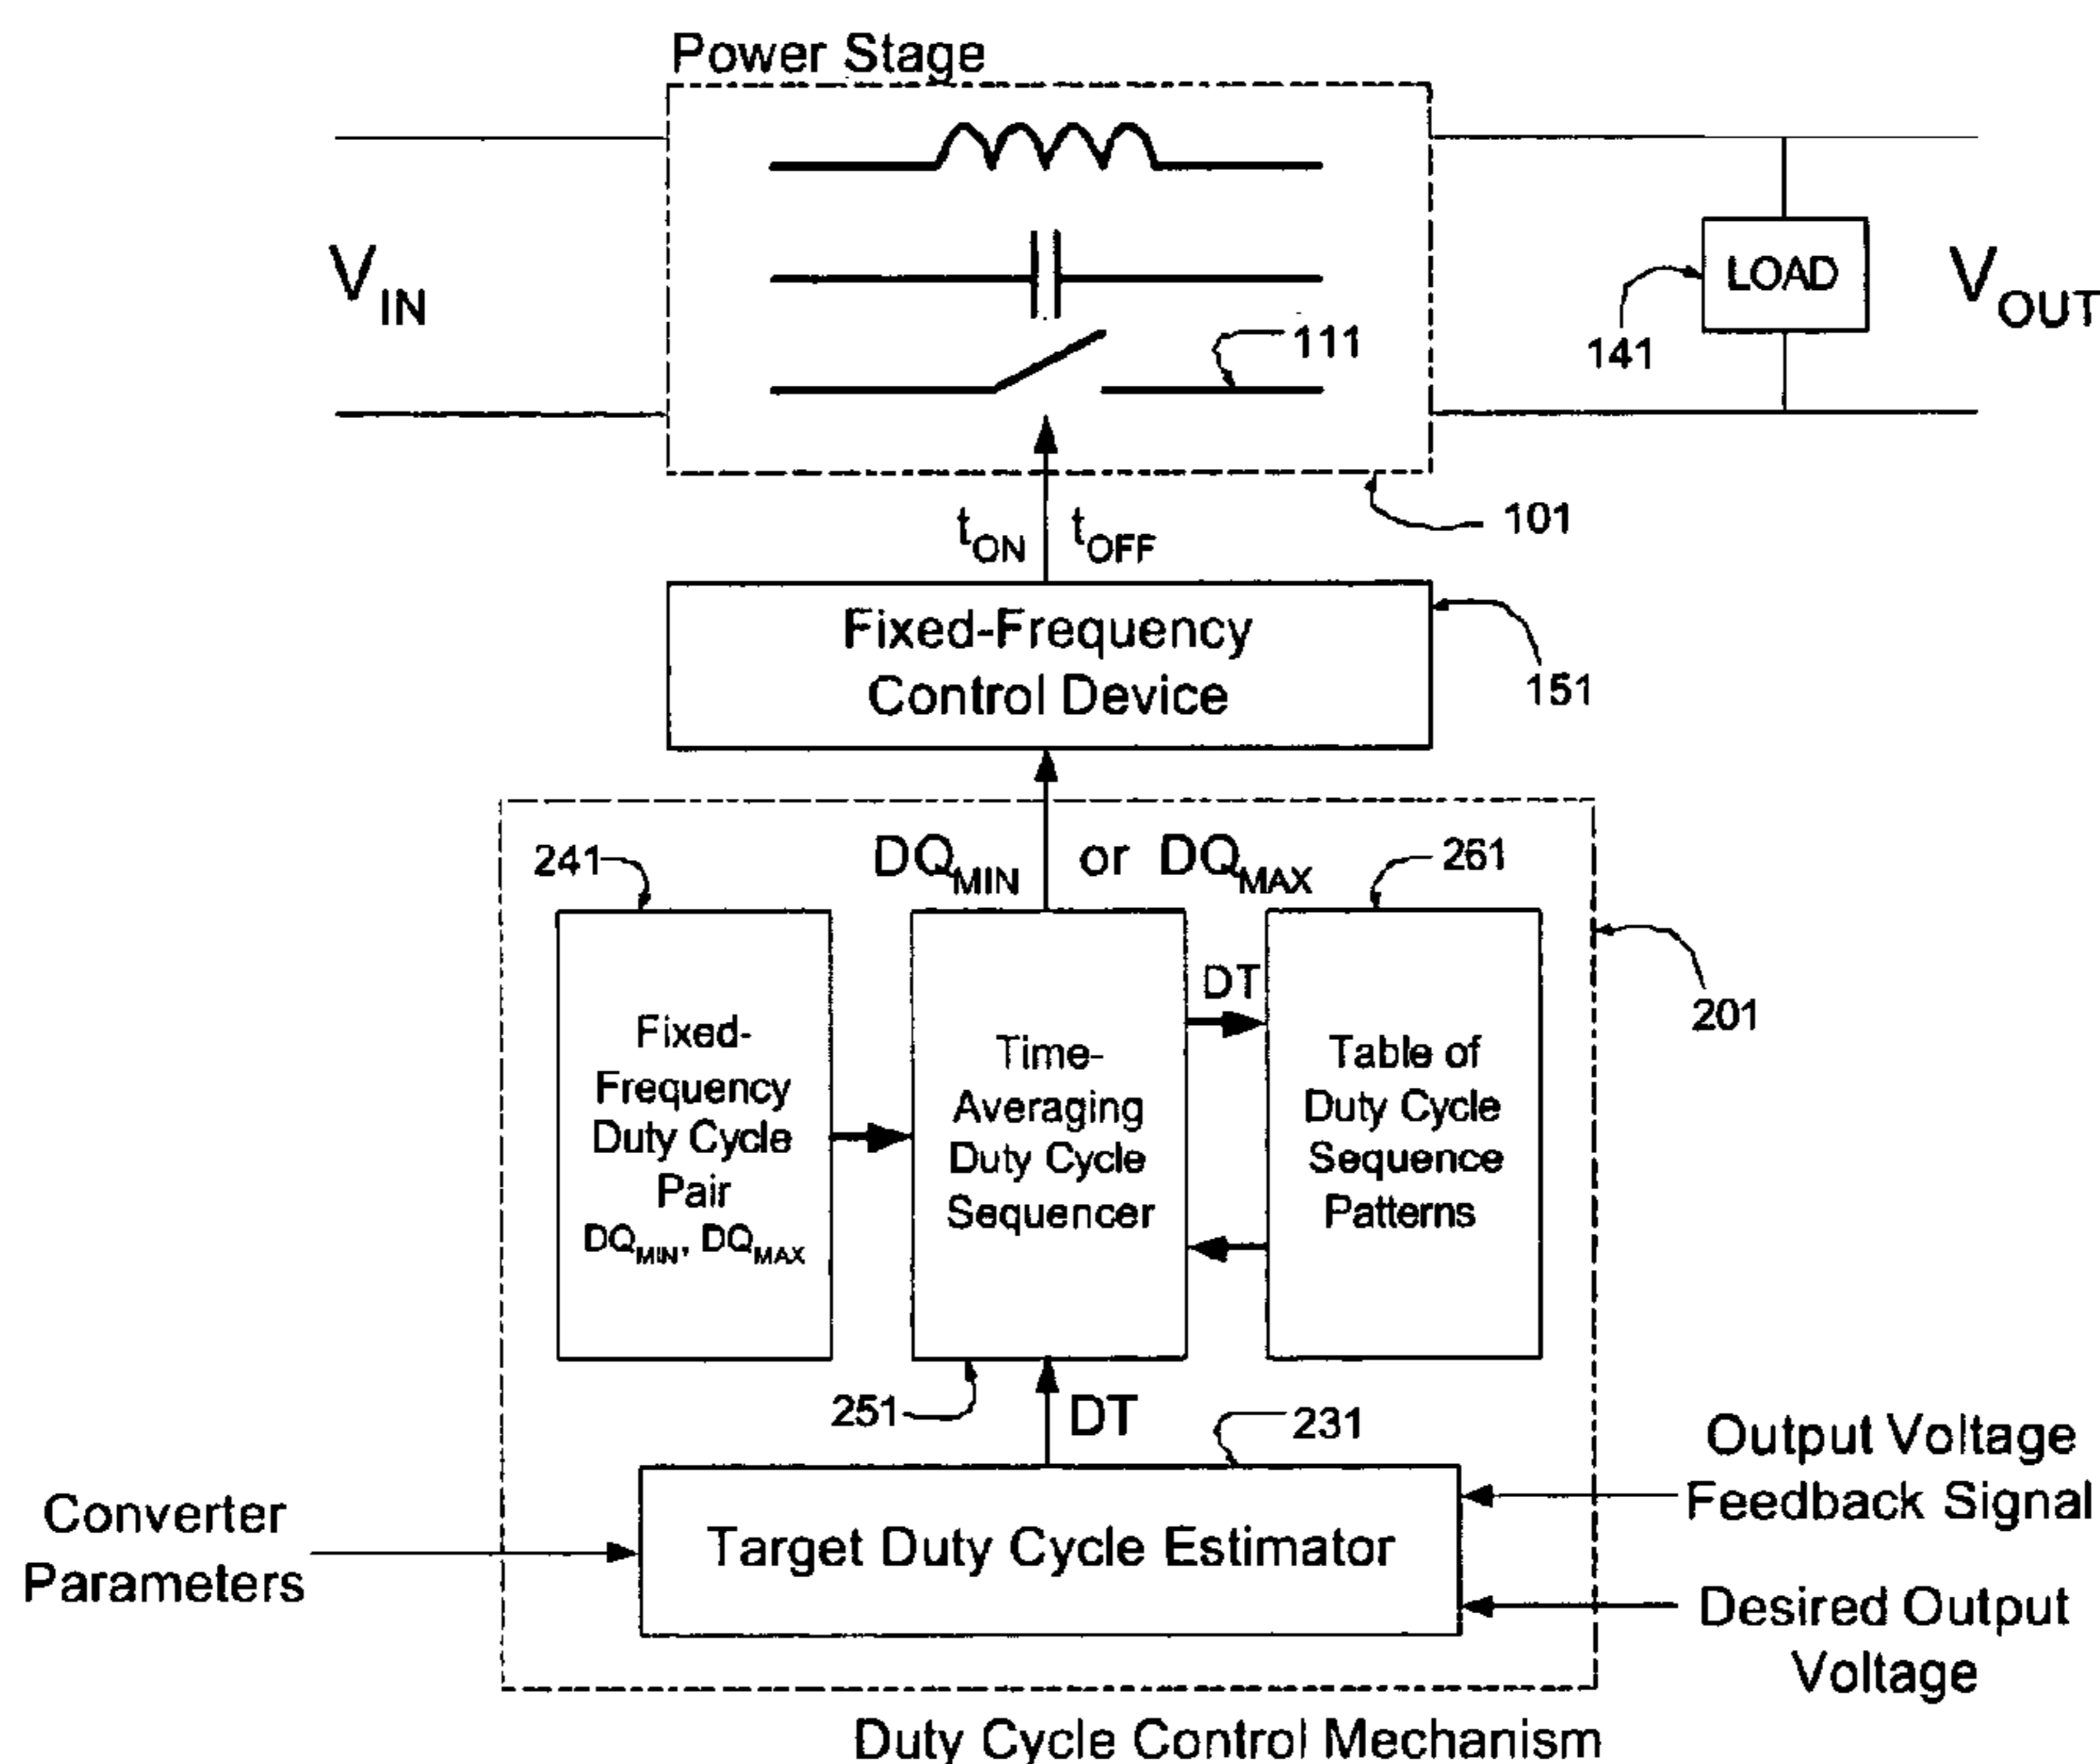 Power Stage
V_IN
111
LOAD
141
V_OUT
t_ON t_OFF
101
Fixed-Frequency
Control Device
151
DQ_MIN or DQ_MAX
241
261
201
Fixed-
Frequency
Duty Cycle
Pair
DQ_MIN, DQ_MAX
Time-
Averaging
Duty Cycle
Sequencer
DT
Table of
Duty Cycle
Sequence
Patterns
251
DT
231
Converter
Parameters
Target Duty Cycle Estimator
Output Voltage
Feedback Signal
Desired Output
Voltage
Duty Cycle Control Mechanism